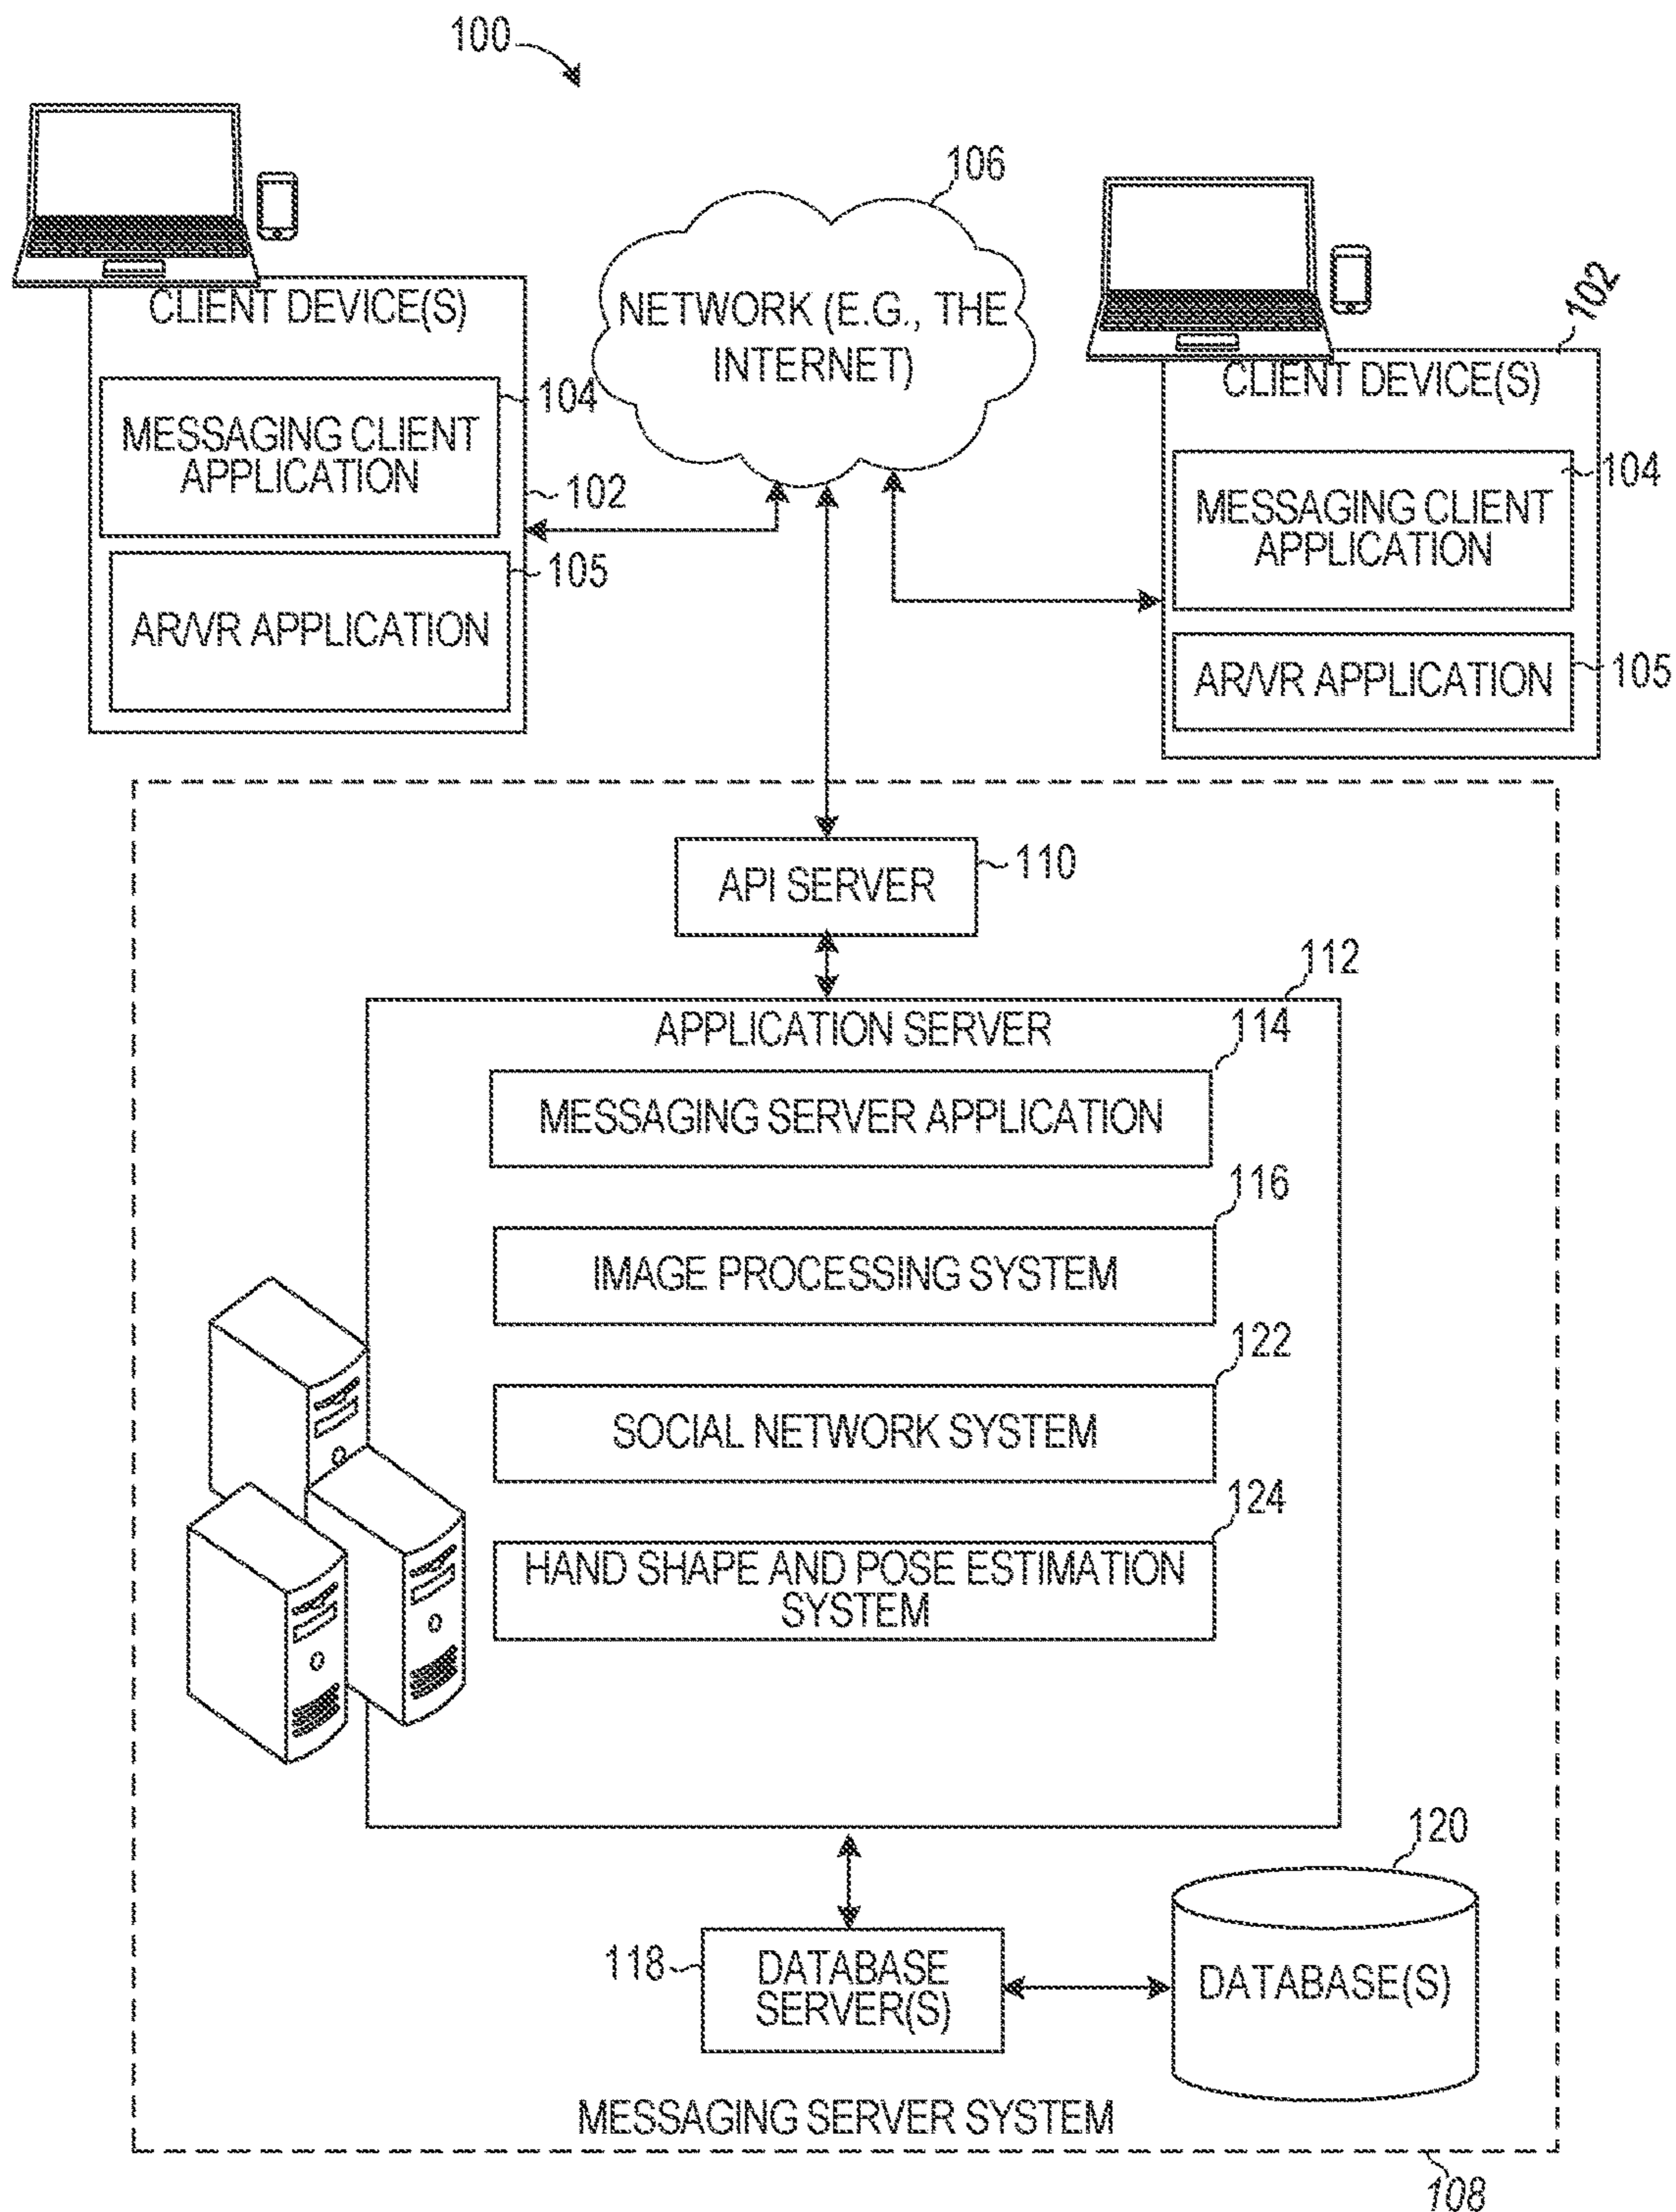 100
106
NETWORK (E.G., THE
INTERNET)
CLIENT DEVICE(S)
104
MESSAGING CLIENT
APPLICATION
102
105
AR/VR APPLICATION
102
CLIENT DEVICE(S)
104
MESSAGING CLIENT
APPLICATION
105
AR/VR APPLICATION
API SERVER
110
112
APPLICATION SERVER
114
MESSAGING SERVER APPLICATION
116
IMAGE PROCESSING SYSTEM
122
SOCIAL NETWORK SYSTEM
124
HAND SHAPE AND POSE ESTIMATION
SYSTEM
120
118
DATABASE
SERVER(S)
DATABASE(S)
MESSAGING SERVER SYSTEM
108